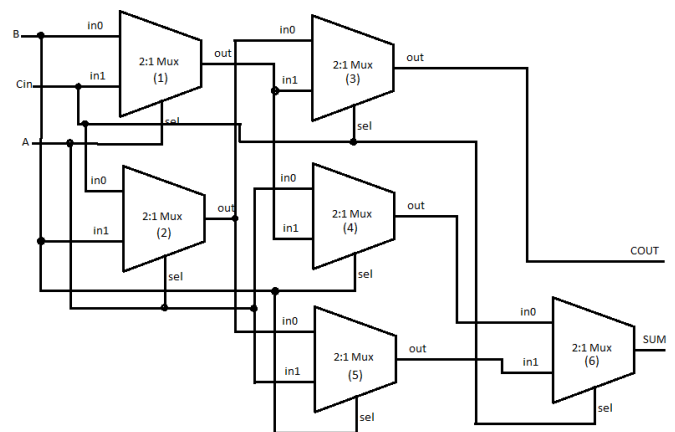 B
in0
2:1 Mux
(1)
out
Cin
in1
sel
in0
2:1 Mux
(3)
out
in1
sel
A
in0
2:1 Mux
(2)
out
in1
sel
in0
2:1 Mux
(4)
out
in1
sel
COUT
in0
2:1 Mux
(5)
out
in1
sel
in0
2:1 Mux
(6)
SUM
in1
sel